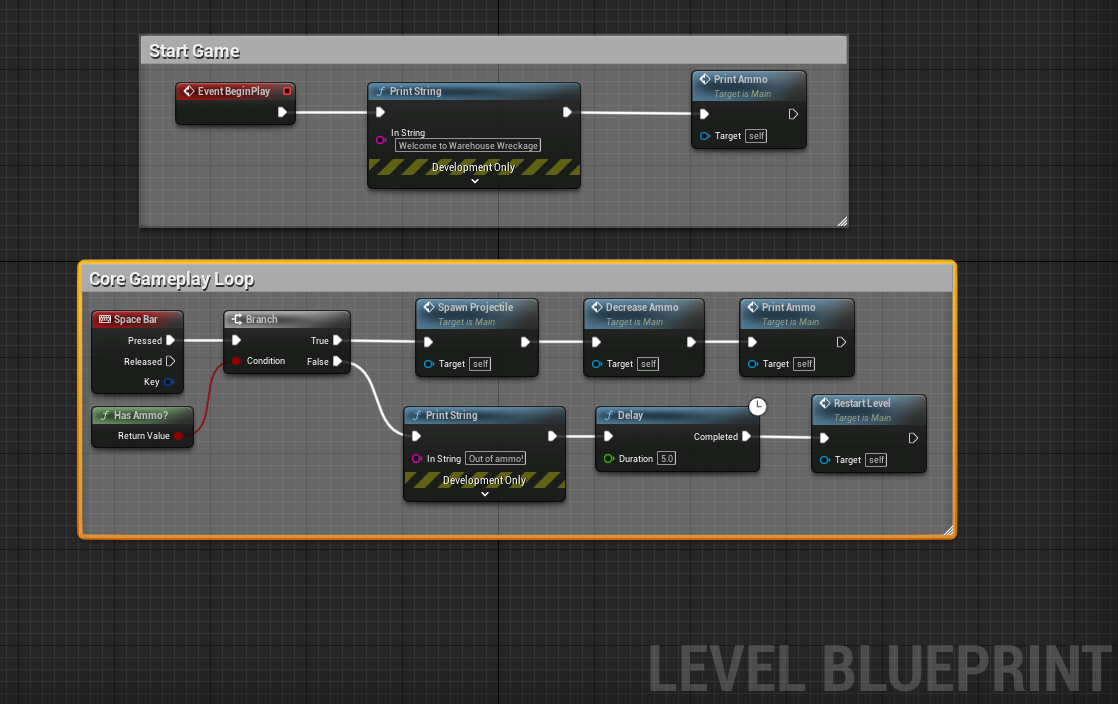 Start Game
Event BeginPlay
Print String
In String
Welcome to Warehouse Wreckage
Development Only
Print Ammo
Target is Main
Target self
Core Gameplay Loop
Space Bar
Pressed
Released
Key
Has Ammo?
Return Value
Branch
True
Condition
False
Spawn Projectile
Target is Main
Target self
Decrease Ammo
Target is Main
Target self
Print Ammo
Target is Main
Target self
Print String
In String Out of ammo!
Development Only
Delay
Completed
Duration 5.0
Restart Level
Target is Main
Target self
LEVEL BLUEPRINT